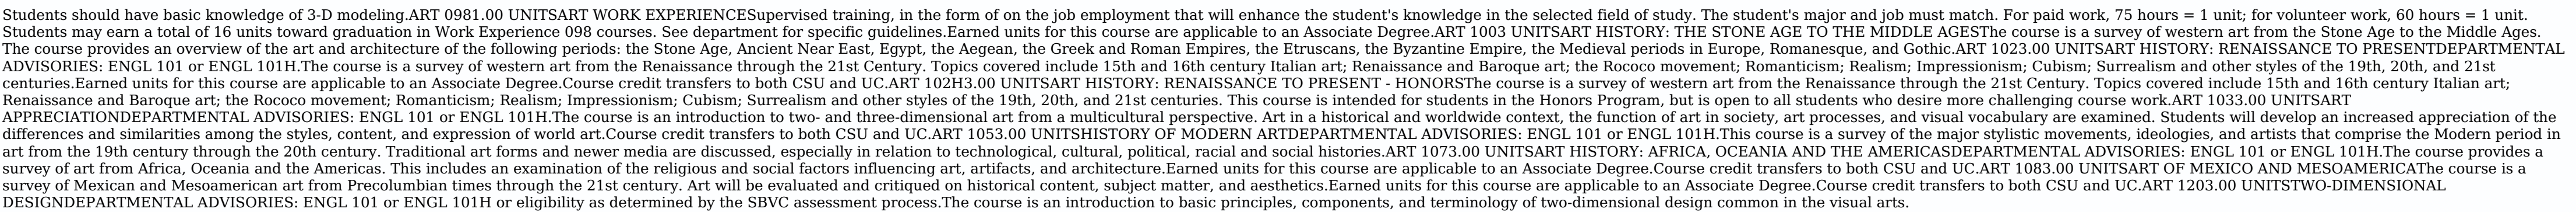 Students should have basic knowledge of 3-D modeling.ART 0981.00 UNITSART WORK EXPERIENCESupervised training, in the form of on the job employment that will enhance the student's knowledge in the selected field of study. The student's major and job must match. For paid work, 75 hours = 1 unit; for volunteer work, 60 hours = 1 unit.
Students may earn a total of 16 units toward graduation in Work Experience 098 courses. See department for specific guidelines.Earned units for this course are applicable to an Associate Degree.ART 1003 UNITSART HISTORY: THE STONE AGE TO THE MIDDLE AGESThe course is a survey of western art from the Stone Age to the Middle Ages.
The course provides an overview of the art and architecture of the following periods: the Stone Age, Ancient Near East, Egypt, the Aegean, the Greek and Roman Empires, the Etruscans, the Byzantine Empire, the Medieval periods in Europe, Romanesque, and Gothic.ART 1023.00 UNITSART HISTORY: RENAISSANCE TO PRESENTDEPARTMENTAL
ADVISORIES: ENGL 101 or ENGL 101H.The course is a survey of western art from the Renaissance through the 21st Century. Topics covered include 15th and 16th century Italian art; Renaissance and Baroque art; the Rococo movement; Romanticism; Realism; Impressionism; Cubism; Surrealism and other styles of the 19th, 20th, and 21st
centuries.Earned units for this course are applicable to an Associate Degree.Course credit transfers to both CSU and UC.ART 102H3.00 UNITSART HISTORY: RENAISSANCE TO PRESENT - HONORSThe course is a survey of western art from the Renaissance through the 21st Century. Topics covered include 15th and 16th century Italian art;
Renaissance and Baroque art; the Rococo movement; Romanticism; Realism; Impressionism; Cubism; Surrealism and other styles of the 19th, 20th, and 21st centuries. This course is intended for students in the Honors Program, but is open to all students who desire more challenging course work.ART 1033.00 UNITSART
APPRECIATIONDEPARTMENTAL ADVISORIES: ENGL 101 or ENGL 101H.The course is an introduction to two- and three-dimensional art from a multicultural perspective. Art in a historical and worldwide context, the function of art in society, art processes, and visual vocabulary are examined. Students will develop an increased appreciation of the
differences and similarities among the styles, content, and expression of world art.Course credit transfers to both CSU and UC.ART 1053.00 UNITSHISTORY OF MODERN ARTDEPARTMENTAL ADVISORIES: ENGL 101 or ENGL 101H.This course is a survey of the major stylistic movements, ideologies, and artists that comprise the Modern period in
art from the 19th century through the 20th century. Traditional art forms and newer media are discussed, especially in relation to technological, cultural, political, racial and social histories.ART 1073.00 UNITSART HISTORY: AFRICA, OCEANIA AND THE AMERICASDEPARTMENTAL ADVISORIES: ENGL 101 or ENGL 101H.The course provides a
survey of art from Africa, Oceania and the Americas. This includes an examination of the religious and social factors influencing art, artifacts, and architecture.Earned units for this course are applicable to an Associate Degree.Course credit transfers to both CSU and UC.ART 1083.00 UNITSART OF MEXICO AND MESOAMERICAThe course is a
survey of Mexican and Mesoamerican art from Precolumbian times through the 21st century. Art will be evaluated and critiqued on historical content, subject matter, and aesthetics.Earned units for this course are applicable to an Associate Degree.Course credit transfers to both CSU and UC.ART 1203.00 UNITSTWO-DIMENSIONAL
DESIGNDEPARTMENTAL ADVISORIES: ENGL 101 or ENGL 101H or eligibility as determined by the SBVC assessment process.The course is an introduction to basic principles, components, and terminology of two-dimensional design common in the visual arts.